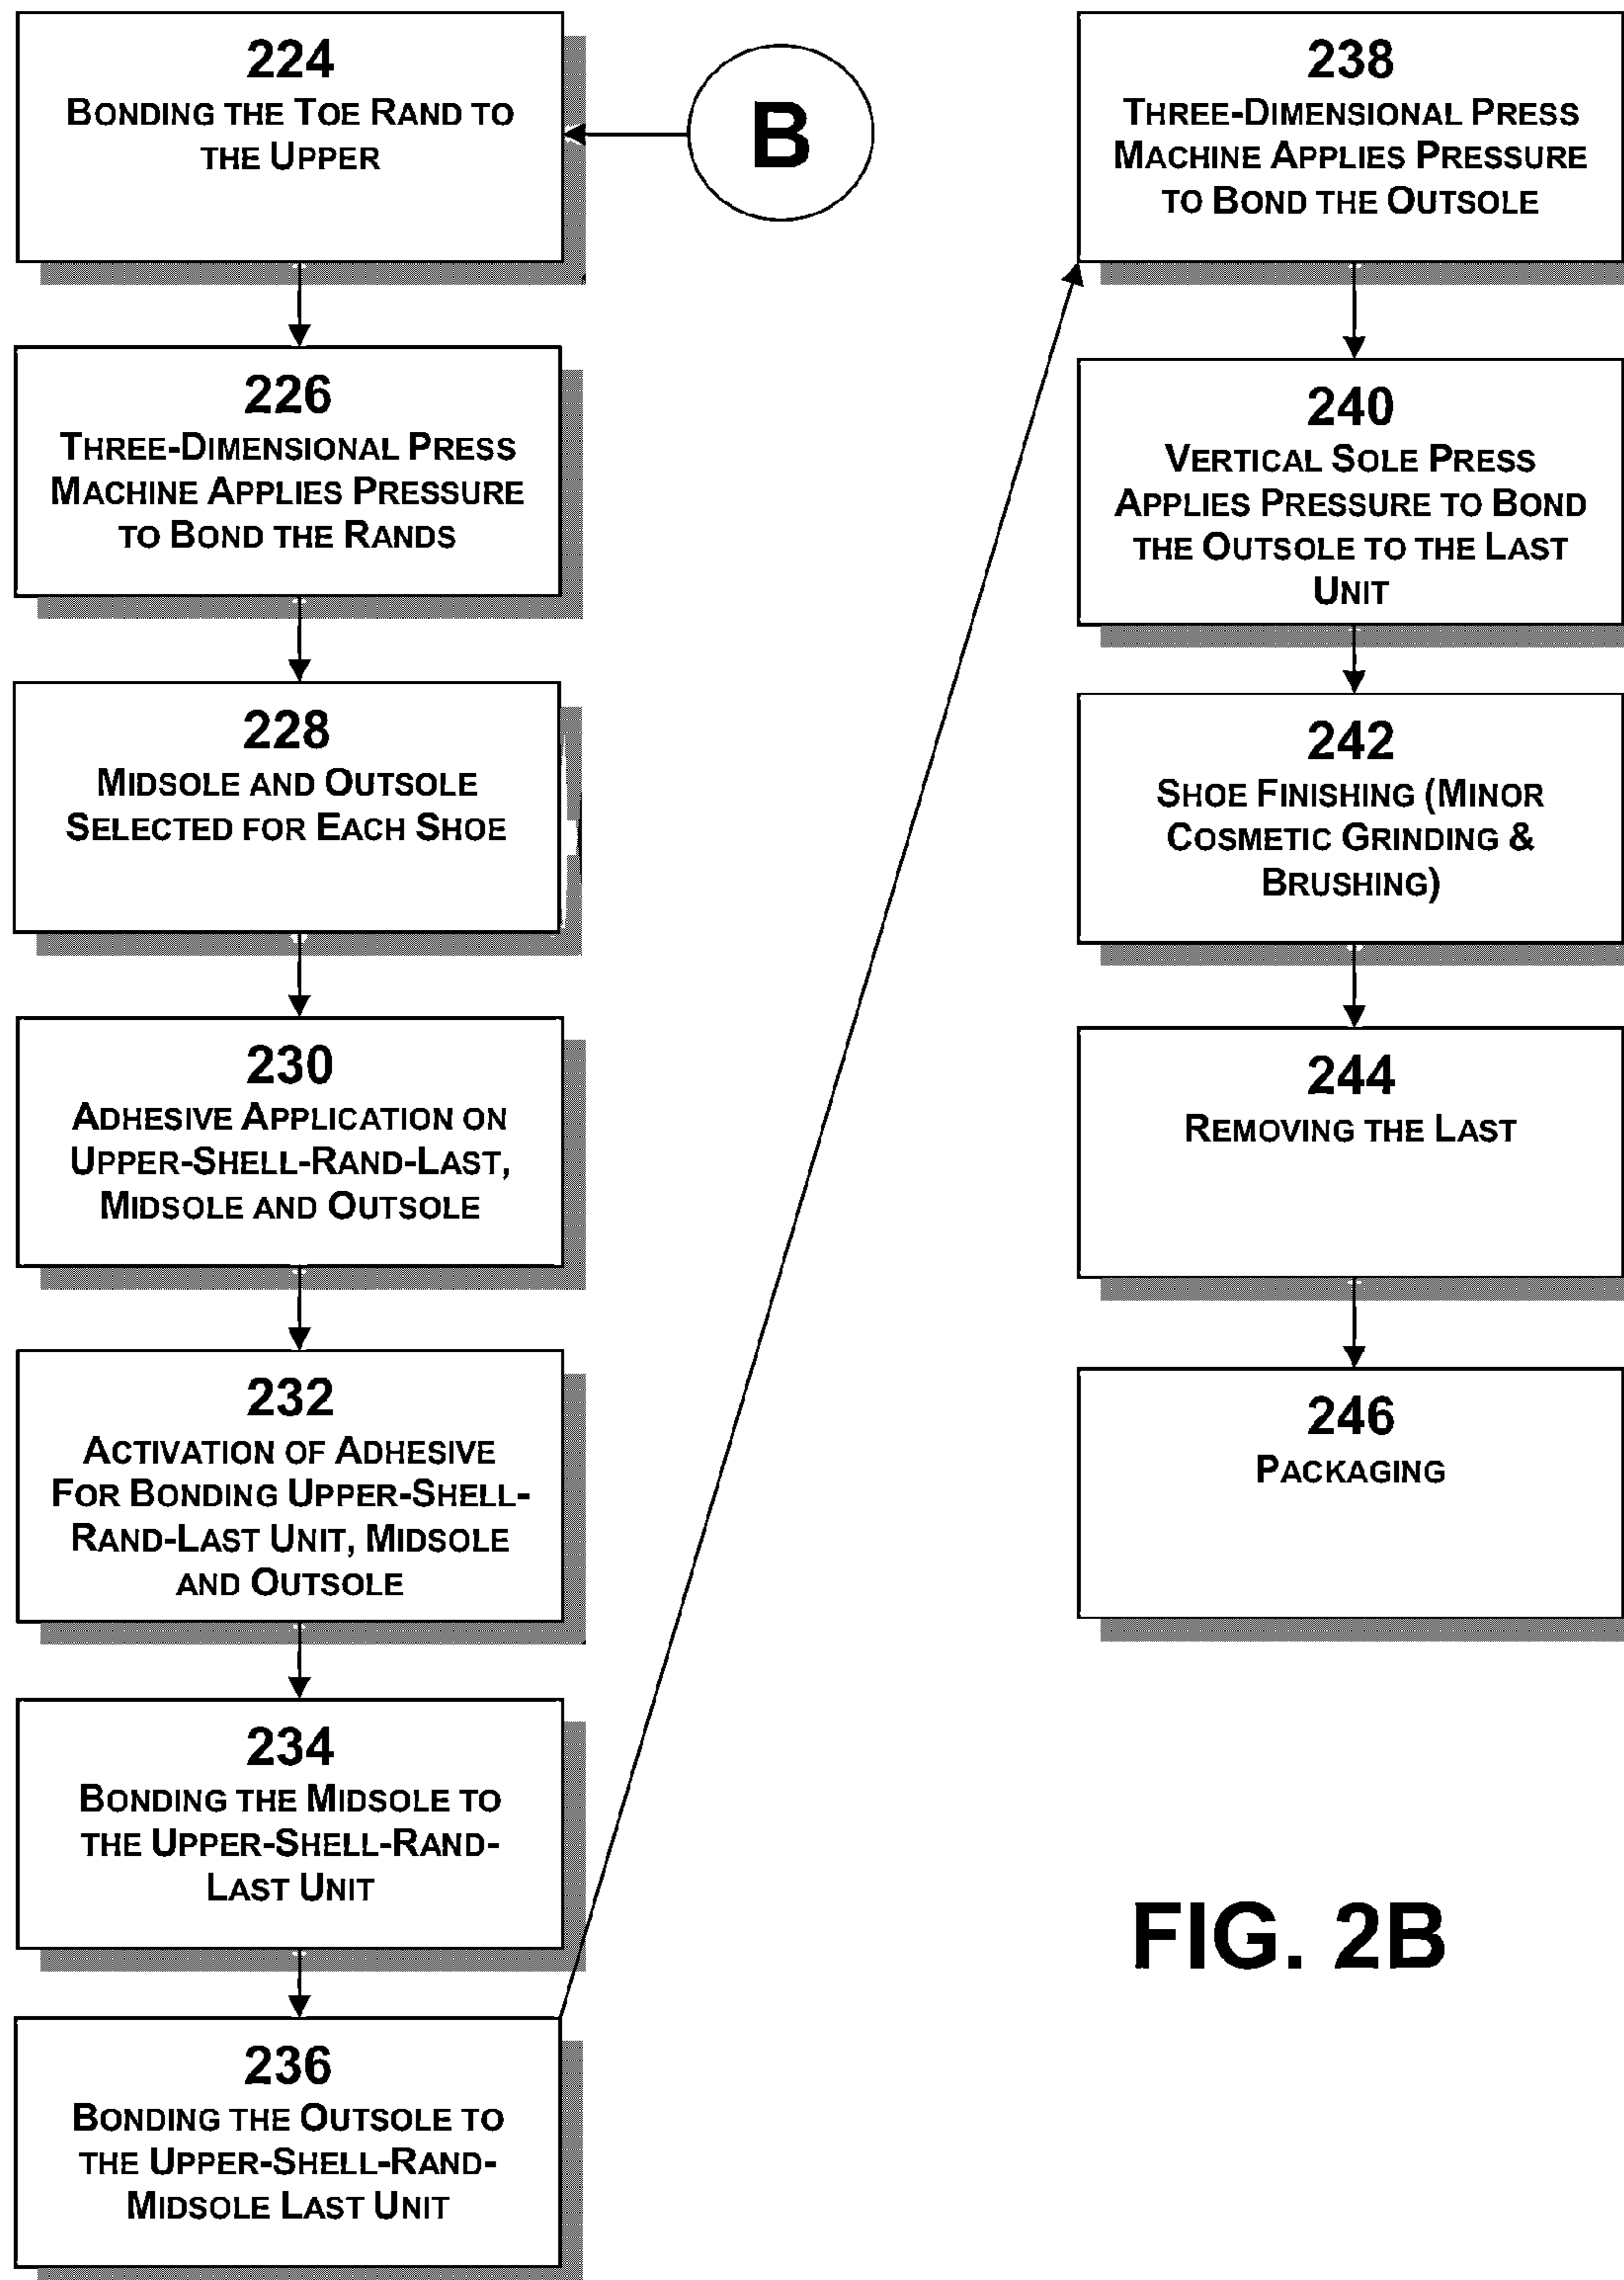 224
BONDING THE TOE RAND TO
THE UPPER
B
226
THREE-DIMENSIONAL PRESS
MACHINE APPLIES PRESSURE
TO BOND THE RANDS
228
MIDSOLE AND OUTSOLE
SELECTED FOR EACH SHOE
230
ADHESIVE APPLICATION ON
UPPER-SHELL-RAND-LAST,
MIDSOLE AND OUTSOLE
232
ACTIVATION OF ADHESIVE
FOR BONDING UPPER-SHELL-
RAND-LAST UNIT, MIDSOLE
AND OUTSOLE
234
BONDING THE MIDSOLE TO
THE UPPER-SHELL-RAND-
LAST UNIT
236
BONDING THE OUTSOLE TO
THE UPPER-SHELL-RAND-
MIDSOLE LAST UNIT
238
THREE-DIMENSIONAL PRESS
MACHINE APPLIES PRESSURE
TO BOND THE OUTSOLE
240
VERTICAL SOLE PRESS
APPLIES PRESSURE TO BOND
THE OUTSOLE TO THE LAST
UNIT
242
SHOE FINISHING (MINOR
COSMETIC GRINDING &
BRUSHING)
244
REMOVING THE LAST
246
PACKAGING
FIG. 2B